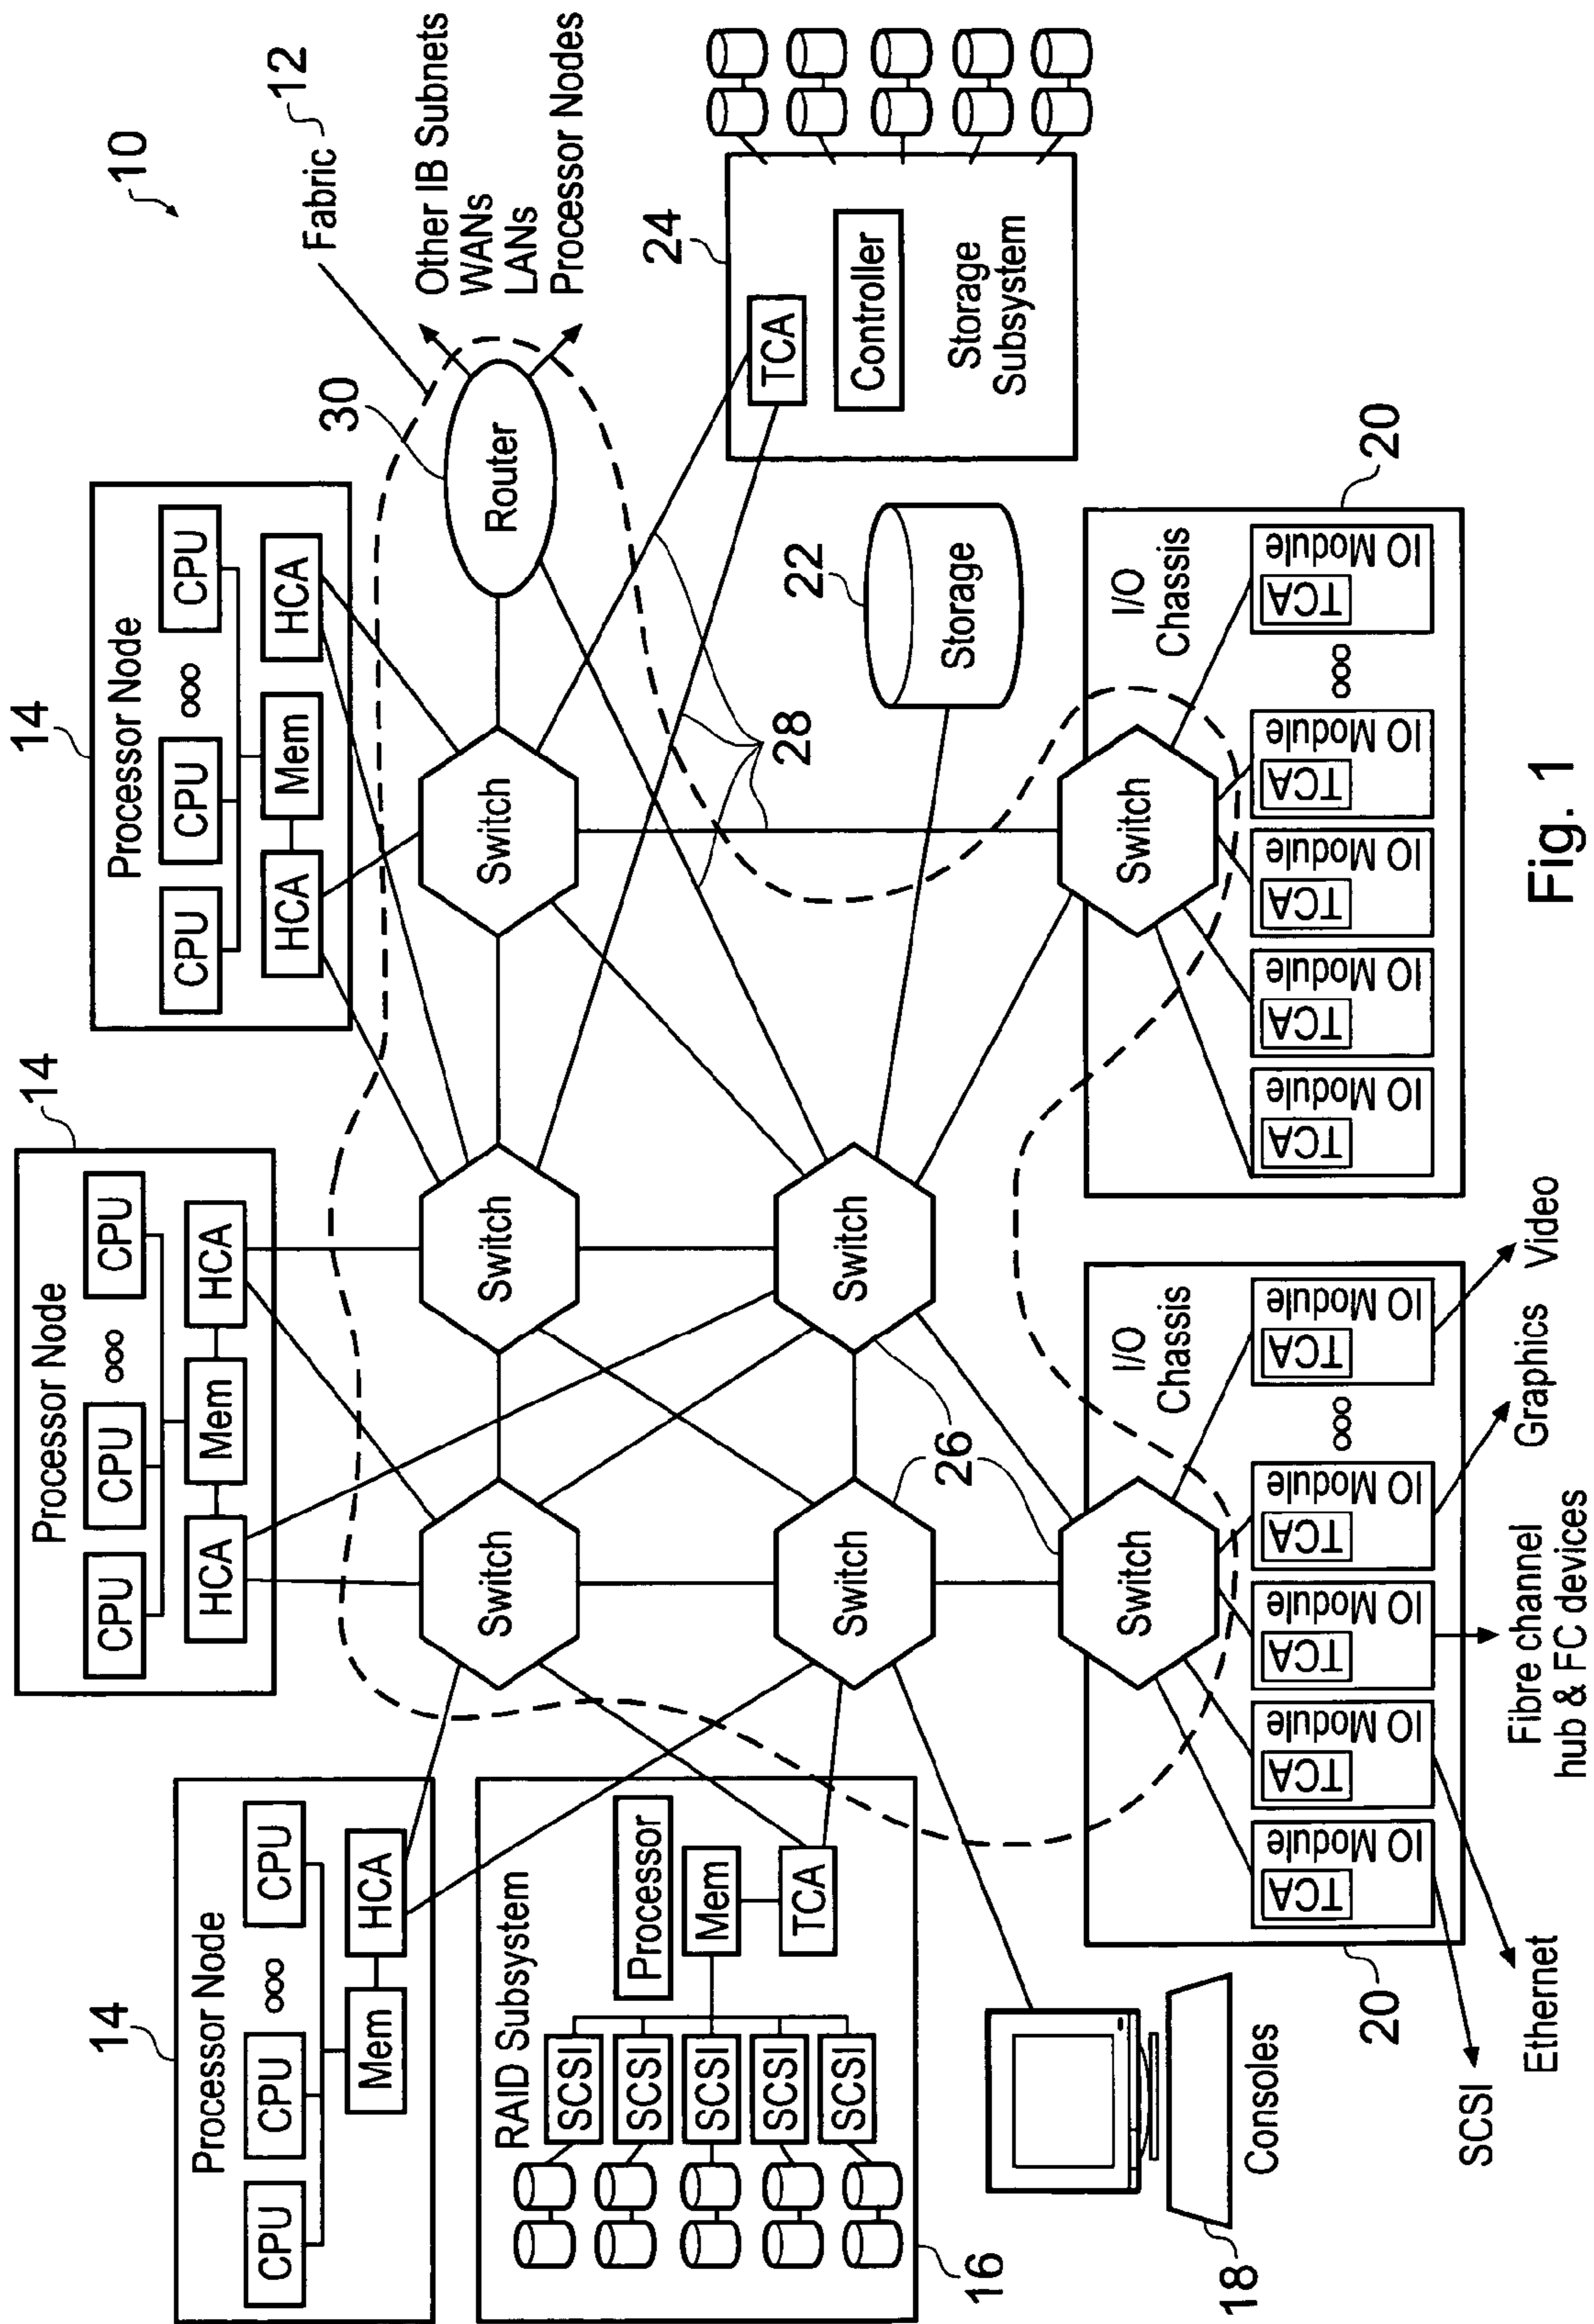 10
14
Processor Node
CPU
CPU
CPU
Mem
HCA
14
Processor Node
CPU
CPU
CPU
HCA
Mem
HCA
14
Processor Node
CPU
CPU
CPU
HCA
Mem
HCA
Fabric
12
30
Router
Other IB Subnets
WANs
LANs
Processor Nodes
RAID Subsystem
Processor
Mem
TCA
SCSI
SCSI
SCSI
SCSI
SCSI
16
Switch
Switch
Switch
Switch
Switch
26
28
24
TCA
Controller
Storage
Subsystem
22
Storage
18
Consoles
Switch
I/O
Chassis
TCA
IO Module
TCA
IO Module
TCA
IO Module
TCA
IO Module
TCA
IO Module
20
SCSI
Ethernet
Fibre channel
hub & FC devices
Graphics
Video
Switch
I/O
Chassis
TCA
IO Module
TCA
IO Module
TCA
IO Module
TCA
IO Module
TCA
IO Module
20
Fig. 1